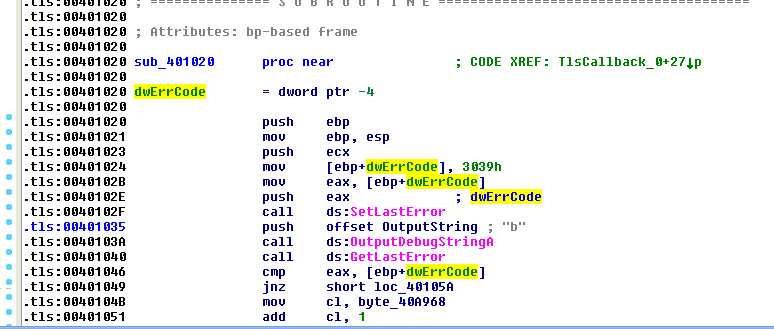 .tls:00401020 ; =============== S U B R O U T I N E =======================================
.tls:00401020
.tls:00401020 ; Attributes: bp-based frame
.tls:00401020
.tls:00401020 sub_401020 proc near ; CODE XREF: TlsCallback_0+27↓p
.tls:00401020
.tls:00401020 dwErrCode = dword ptr -4
.tls:00401020
.tls:00401020 push ebp
.tls:00401021 mov ebp, esp
.tls:00401023 push ecx
.tls:00401024 mov [ebp+dwErrCode], 3039h
.tls:0040102B mov eax, [ebp+dwErrCode]
.tls:0040102E push eax ; dwErrCode
.tls:0040102F call ds:SetLastError
.tls:00401035 push offset OutputString ; "b"
.tls:0040103A call ds:OutputDebugStringA
.tls:00401040 call ds:GetLastError
.tls:00401046 cmp eax, [ebp+dwErrCode]
.tls:00401049 jnz short loc_40105A
.tls:0040104B mov cl, byte_40A968
.tls:00401051 add cl, 1